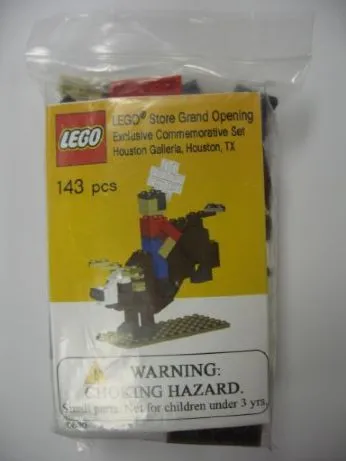 LEGO® Store Grand Opening
Exclusive Commemorative Set
Houston Galleria, Houston, TX
LEGO
143 pcs
WARNING:
CHOKING HAZARD.
Small parts. Not for children under 3 yrs.